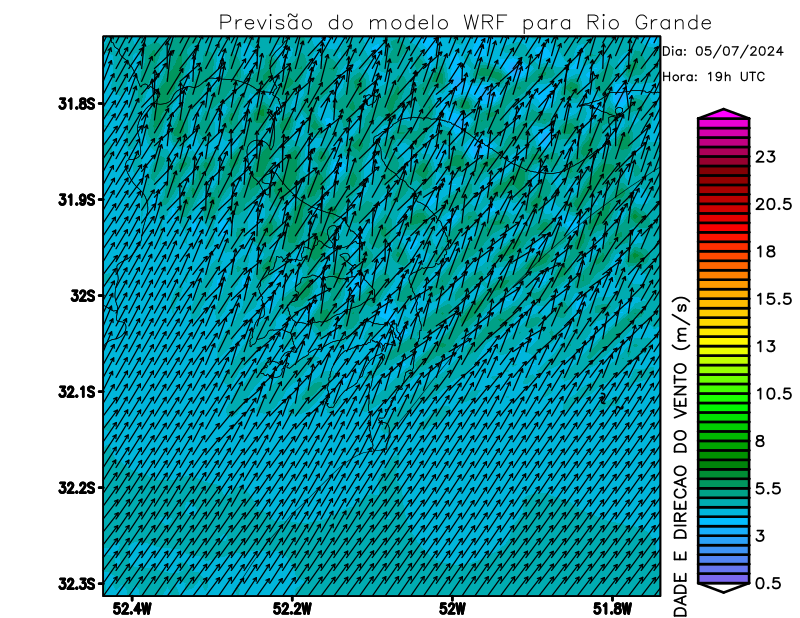 Previsão do modelo WRF para Rio Grande
Dia: 05/07/2024
Hora: 19h UTC
31.8S
31.9S
32S
32.1S
32.2S
32.3S
52.4W
52.2W
52W
51.8W
23
20.5
18
15.5
13
10.5
8
5.5
3
0.5
DADE E DIRECAO DO VENTO (m/s)